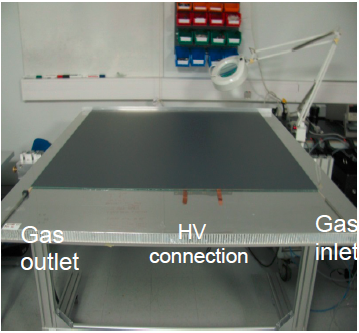 Gas
outlet
HV
connection
Gas
inlet